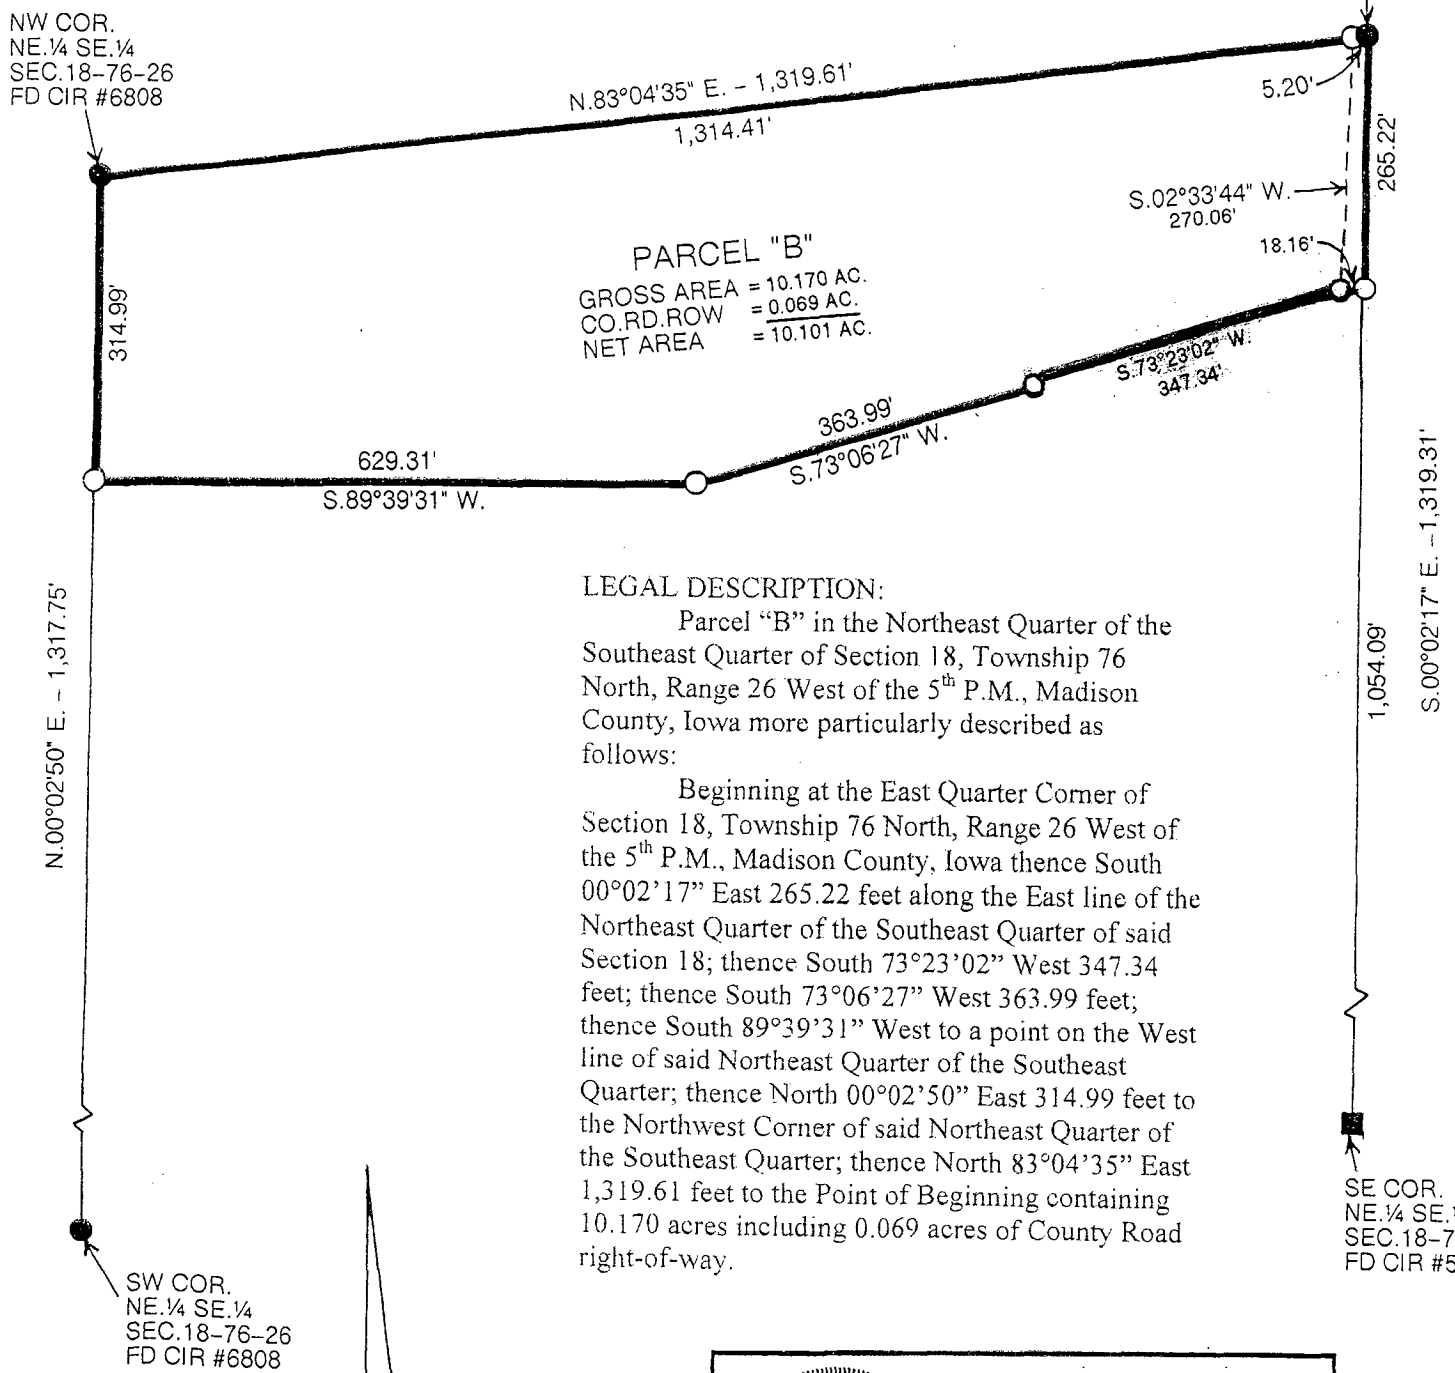 NW COR.
NE.¼ SE.¼
SEC.18-76-26
FD CIR #6808
N.83°04'35" E. - 1,319.61'
1,314.41'
5.20'
265.22'
S.02°33'44" W.
270.06'
18.16'
PARCEL "B"
GROSS AREA = 10.170 AC.
CO.RD.ROW = 0.069 AC.
NET AREA = 10.101 AC.
314.99'
S.73°23'02" W.
347.34'
363.99'
S.73°06'27" W.
629.31'
S.89°39'31" W.
N.00°02'50" E. - 1,317.75'
S.00°02'17" E. -1,319.31'
1,054.09'
LEGAL DESCRIPTION:
Parcel “B” in the Northeast Quarter of the
Southeast Quarter of Section 18, Township 76
North, Range 26 West of the 5th P.M., Madison
County, Iowa more particularly described as
follows:
Beginning at the East Quarter Corner of
Section 18, Township 76 North, Range 26 West of
the 5th P.M., Madison County, Iowa thence South
00°02’17” East 265.22 feet along the East line of the
Northeast Quarter of the Southeast Quarter of said
Section 18; thence South 73°23’02” West 347.34
feet; thence South 73°06’27” West 363.99 feet;
thence South 89°39’31” West to a point on the West
line of said Northeast Quarter of the Southeast
Quarter; thence North 00°02’50” East 314.99 feet to
the Northwest Corner of said Northeast Quarter of
the Southeast Quarter; thence North 83°04’35” East
1,319.61 feet to the Point of Beginning containing
10.170 acres including 0.069 acres of County Road
right-of-way.
SE COR.
NE.¼ SE.
SEC.18-7
FD CIR #5
SW COR.
NE.¼ SE.¼
SEC.18-76-26
FD CIR #6808